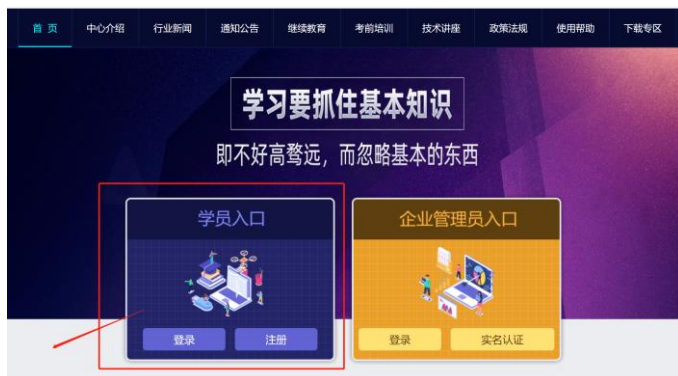 首 页 中心介绍 行业新闻 通知公告 继续教育 考前培训 技术讲座 政策法规 使用帮助 下载专区
学习要抓住基本知识
即不好高骛远，而忽略基本的东西
学员入口
企业管理员入口
登录 注册
登录 实名认证